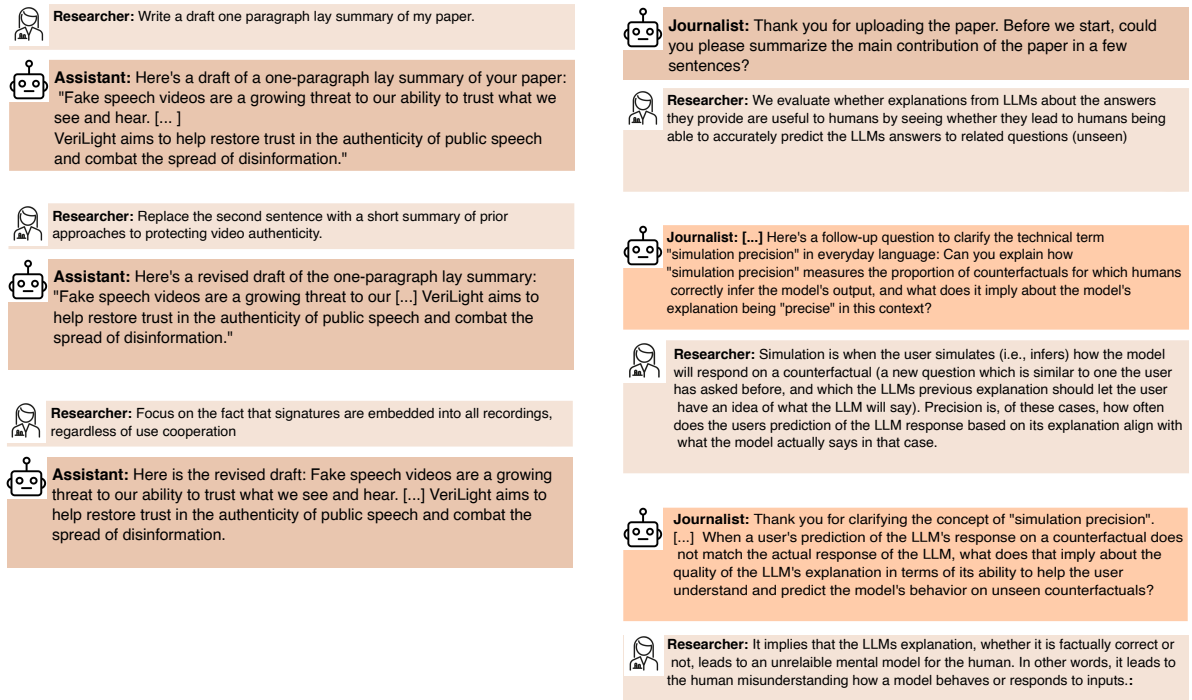 Researcher: Write a draft one paragraph lay summary of my paper.
Assistant: Here's a draft of a one-paragraph lay summary of your paper:
"Fake speech videos are a growing threat to our ability to trust what we
see and hear. [... ]
VeriLight aims to help restore trust in the authenticity of public speech
and combat the spread of disinformation."
Researcher: Replace the second sentence with a short summary of prior
approaches to protecting video authenticity.
Assistant: Here's a revised draft of the one-paragraph lay summary:
"Fake speech videos are a growing threat to our [...] VeriLight aims to
help restore trust in the authenticity of public speech and combat the
spread of disinformation."
Researcher: Focus on the fact that signatures are embedded into all recordings,
regardless of use cooperation
Assistant: Here is the revised draft: Fake speech videos are a growing
threat to our ability to trust what we see and hear. [...] VeriLight aims to
help restore trust in the authenticity of public speech and combat the
spread of disinformation.
Journalist: Thank you for uploading the paper. Before we start, could
you please summarize the main contribution of the paper in a few
sentences?
Researcher: We evaluate whether explanations from LLMs about the answers
they provide are useful to humans by seeing whether they lead to humans being
able to accurately predict the LLMs answers to related questions (unseen)
Journalist: [...] Here's a follow-up question to clarify the technical term
"simulation precision" in everyday language: Can you explain how
"simulation precision" measures the proportion of counterfactuals for which humans
correctly infer the model's output, and what does it imply about the model's
explanation being "precise" in this context?
Researcher: Simulation is when the user simulates (i.e., infers) how the model
will respond on a counterfactual (a new question which is similar to one the user
has asked before, and which the LLMs previous explanation should let the user
have an idea of what the LLM will say). Precision is, of these cases, how often
does the users prediction of the LLM response based on its explanation align with
what the model actually says in that case.
Journalist: Thank you for clarifying the concept of "simulation precision".
[...] When a user's prediction of the LLM's response on a counterfactual does
not match the actual response of the LLM, what does that imply about the
quality of the LLM's explanation in terms of its ability to help the user
understand and predict the model's behavior on unseen counterfactuals?
Researcher: It implies that the LLMs explanation, whether it is factually correct or
not, leads to an unrelaible mental model for the human. In other words, it leads to
the human misunderstanding how a model behaves or responds to inputs.: